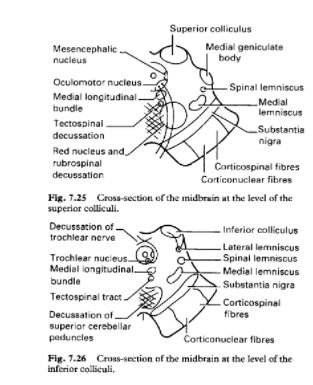 Superior colliculus
Mesencephalic
nucleus
Medial geniculate
body
Oculomotor nucleus
Medial longitudinal
bundle
Tectospinal
decussation
Red nucleus and
rubrospinal
decussation
Spinal lemniscus
Medial
lemniscus
Substantia
nigra
Corticospinal fibres
Corticonuclear fibres
Fig. 7.25 Cross-section of the midbrain at the level of the
superior colliculi.
Decussation of
trochlear nerve
Trochlear nucleus
Medial longitudinal
bundle
Tectospinal tract
Decussation of
superior cerebellar
peduncles
Inferior colliculus
Lateral lemniscus
Spinal lemniscus
Medial lemniscus
Substantia nigra
Corticospinal
fibres
Corticonuclear fibres
Fig. 7.26 Cross-section of the midbrain at the level of the
inferior colliculi.